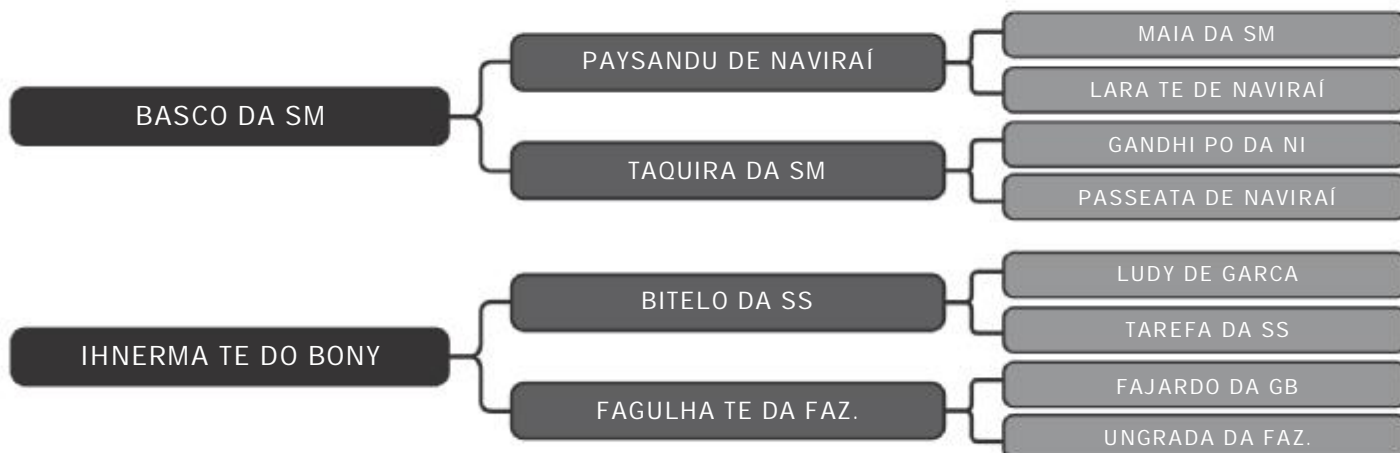 MAIA DA SM
PAYSANDU DE NAVIRAÍ
LARA TE DE NAVIRAÍ
BASCO DA SM
GANDHI PO DA NI
TAQUIRA DA SM
PASSEATA DE NAVIRAÍ
LUDY DE GARCA
BITELO DA SS
TAREFA DA SS
IHNERMA TE DO BONY
FAJARDO DA GB
FAGULHA TE DA FAZ.
UNGRADA DA FAZ.